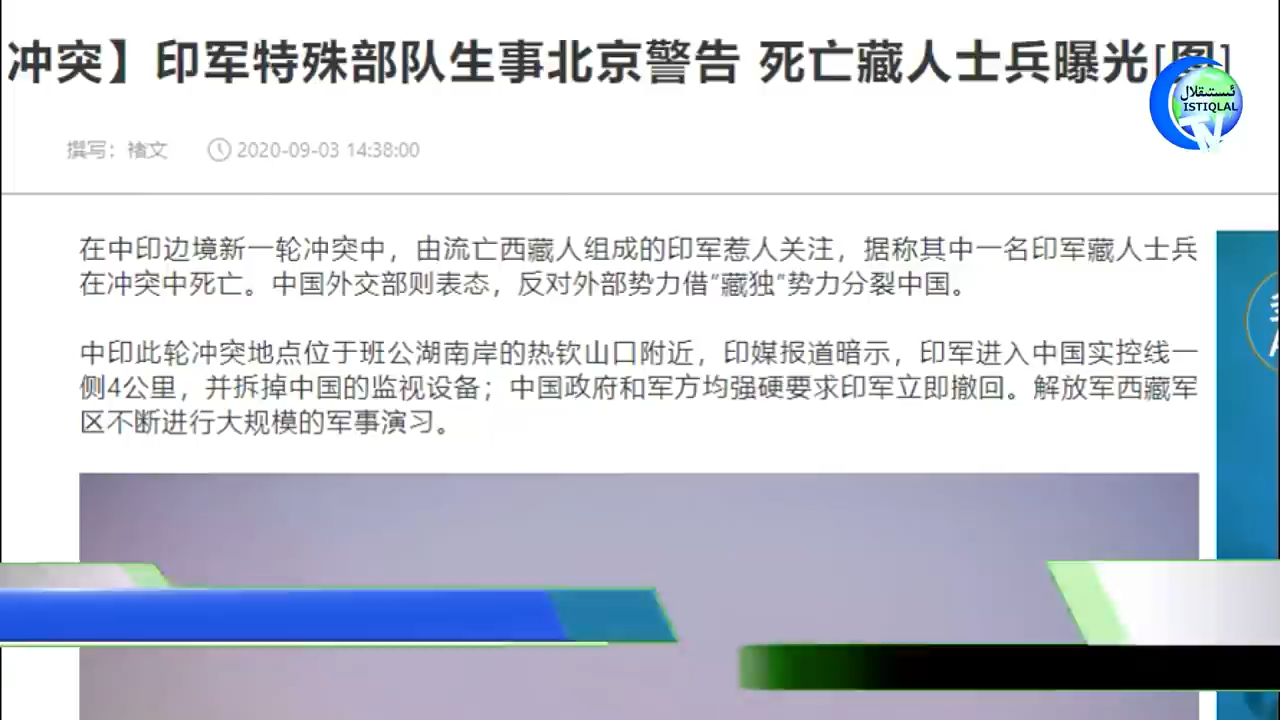 冲突】印军特殊部队生事北京警告 死亡藏人士兵曝光[图]
ئىستىقلال
ISTIQLAL
TV
撰写：褚文 2020-09-03 14:38:00
在中印边境新一轮冲突中，由流亡西藏人组成的印军惹人关注，据称其中一名印军藏人士兵
在冲突中死亡。中国外交部则表态，反对外部势力借“藏独”势力分裂中国。
中印此轮冲突地点位于班公湖南岸的热钦山口附近，印媒报道暗示，印军进入中国实控线一
侧4公里，并拆掉中国的监视设备；中国政府和军方均强硬要求印军立即撤回。解放军西藏军
区不断进行大规模的军事演习。